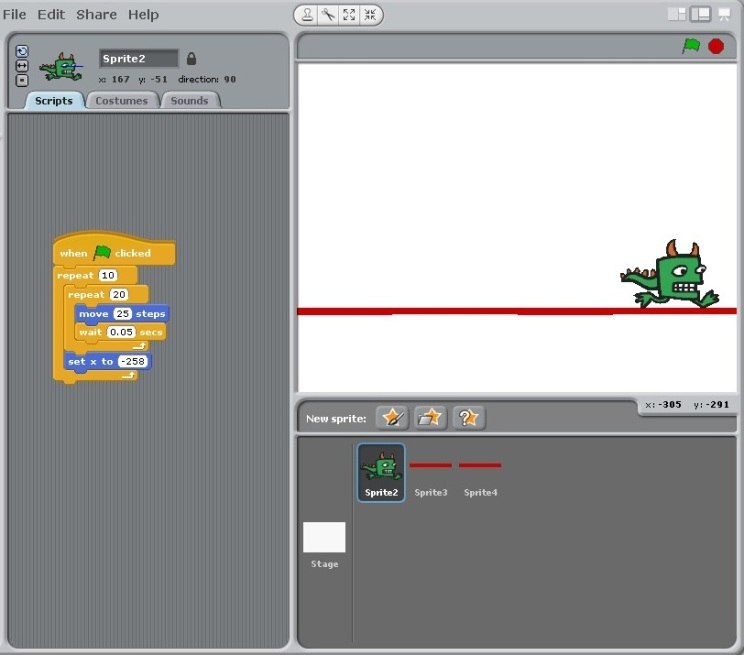 File Edit Share Help
Sprite2
x: 167 y: -51 direction: 90
Scripts Costumes Sounds
when clicked
repeat 10
repeat 20
move 25 steps
wait 0.05 secs
set x to -258
x: -305 y: -291
New sprite:
Sprite2 Sprite3 Sprite4
Stage